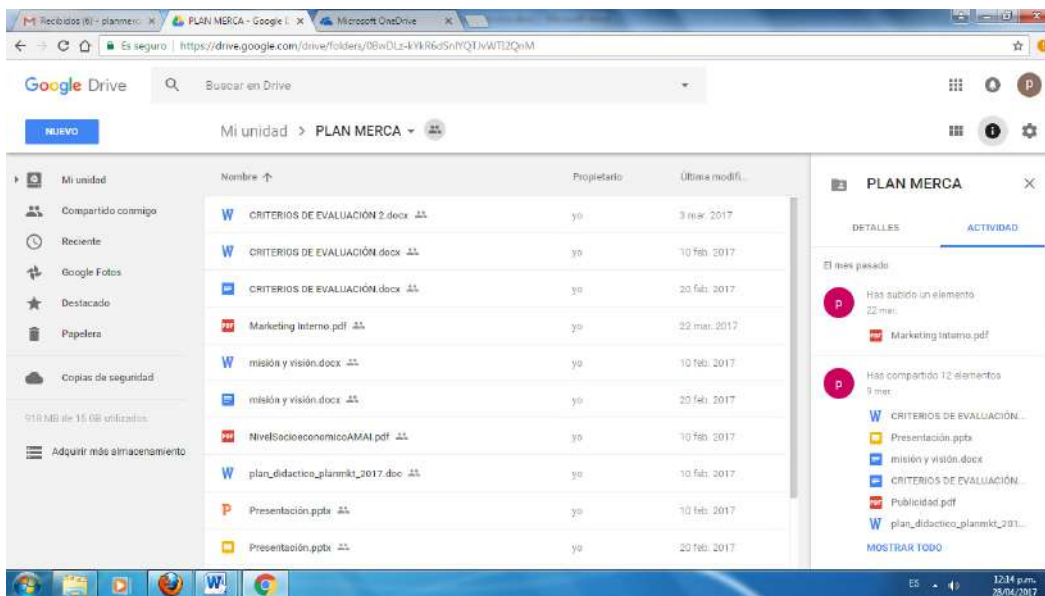 Recibidos (6) - planmerc
PLAN MERCA - Google D
Microsoft OneDrive
Es seguro | https://drive.google.com/drive/folders/
Google Drive
Buscar en Drive
NUEVO
Mi unidad > PLAN MERCA
Mi unidad
Compartido conmigo
Reciente
Google Fotos
Destacado
Papelera
Copias de seguridad
918 MB de 15 GB utilizados
Adquirir más almacenamiento
Nombre Propietario Última modifi...
CRITERIOS DE EVALUACIÓN 2.docx yo 3 mar. 2017
CRITERIOS DE EVALUACIÓN.docx yo 10 feb. 2017
CRITERIOS DE EVALUACIÓN.docx yo 20 feb. 2017
Marketing Interno.pdf yo 22 mar. 2017
misión y visión.docx yo 10 feb. 2017
misión y visión.docx yo 20 feb. 2017
NivelSocioeconomicoAMAI.pdf yo 10 feb. 2017
plan_didactico_planmkt_2017.doc yo 10 feb. 2017
Presentación.pptx yo 10 feb. 2017
Presentación.pptx yo 20 feb. 2017
PLAN MERCA
DETALLES ACTIVIDAD
El mes pasado
Has subido un elemento
22 mar.
Marketing Interno.pdf
Has compartido 12 elementos
9 mar.
CRITERIOS DE EVALUACIÓN...
Presentación.pptx
misión y visión.docx
CRITERIOS DE EVALUACIÓN...
Publicidad.pdf
plan_didactico_planmkt_201...
MOSTRAR TODO
ES
12:14 p.m.
28/04/2017